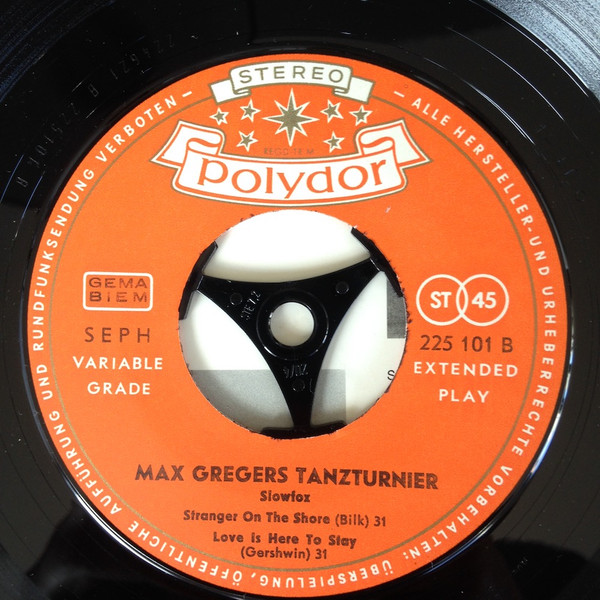 STEREO
Polydor
— ALLE HERSTELLER- UND URHEBERRECHTE VORBEHALTEN: ÜBERSPIELUNG, ÖFFENTLICHE AUFFÜHRUNG UND RUNDFUNKSENDUNG VERBOTEN —
GEMA
BIEM
ST 45
SEPH
225 101 B
VARIABLE
GRADE
EXTENDED
PLAY
MAX GREGERS TANZTURNIER
Slowfox
Stranger On The Shore (Bilk) 31
Love is Here To Stay
(Gershwin) 31